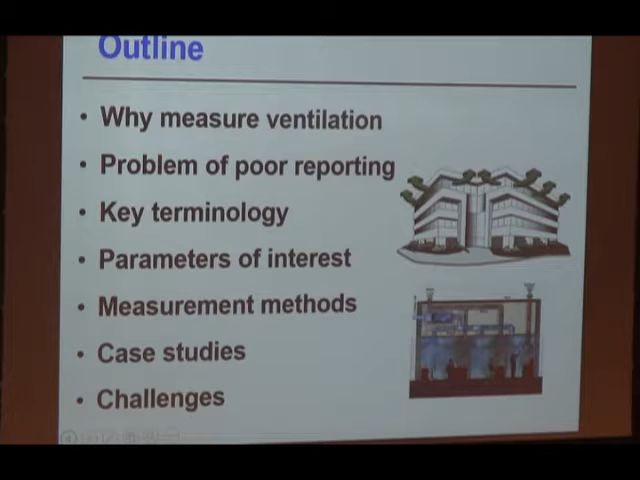 Outline
• Why measure ventilation
• Problem of poor reporting
• Key terminology
• Parameters of interest
• Measurement methods
• Case studies
• Challenges